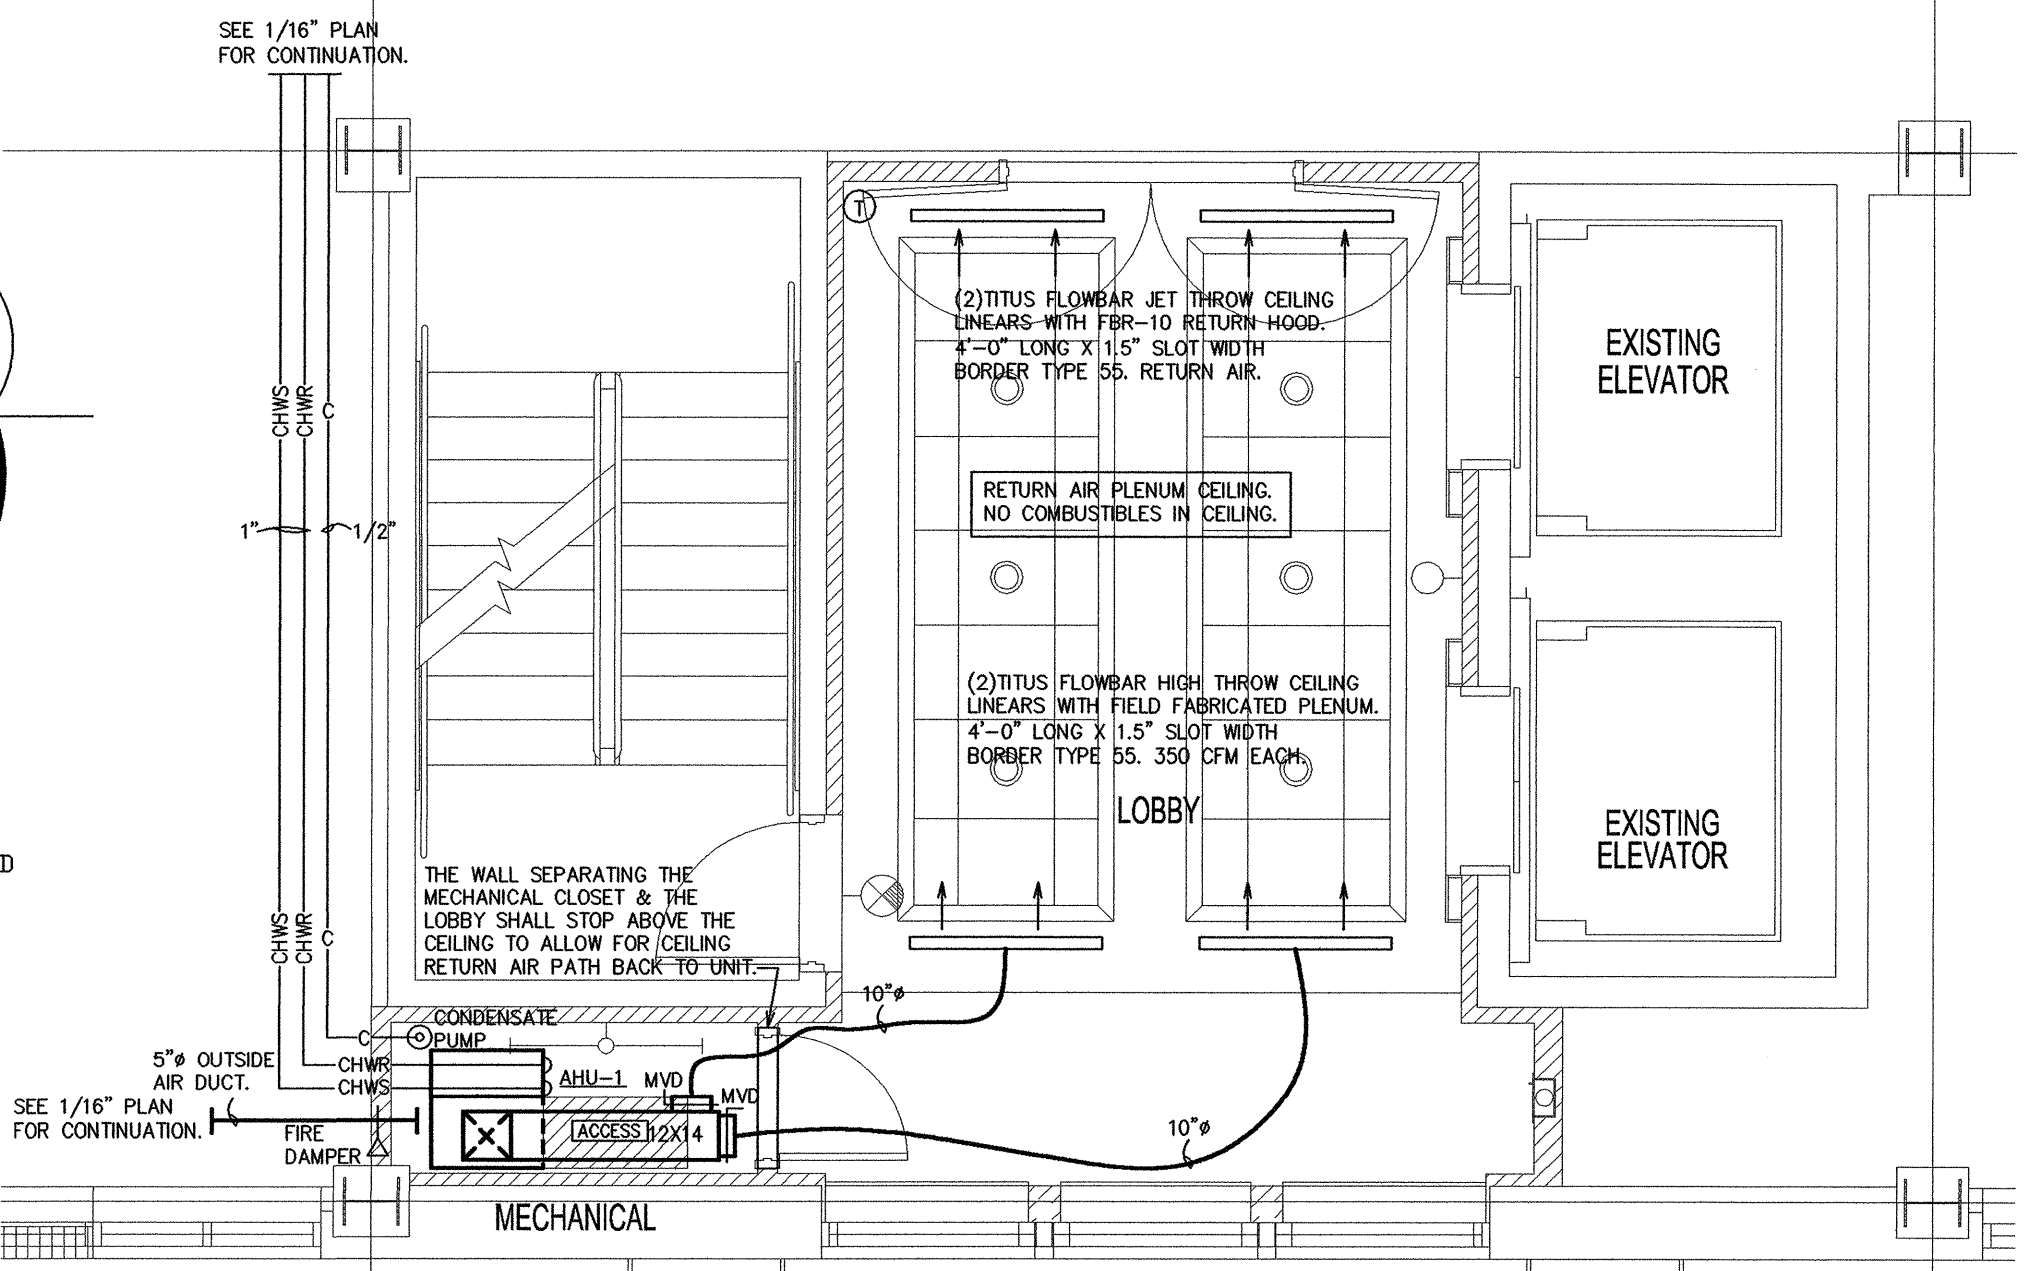 SEE 1/16" PLAN
FOR CONTINUATION.
T
(2)TITUS FLOWBAR JET THROW CEILING
LINEARS WITH FBR-10 RETURN HOOD.
4'-0" LONG X 1.5" SLOT WIDTH
BORDER TYPE 55. RETURN AIR.
EXISTING
ELEVATOR
CHWS
CHWR
C
RETURN AIR PLENUM CEILING.
NO COMBUSTIBLES IN CEILING.
1"
1/2"
(2)TITUS FLOWBAR HIGH THROW CEILING
LINEARS WITH FIELD FABRICATED PLENUM.
4'-0" LONG X 1.5" SLOT WIDTH
BORDER TYPE 55. 350 CFM EACH.
LOBBY
EXISTING
ELEVATOR
D
THE WALL SEPARATING THE
MECHANICAL CLOSET & THE
LOBBY SHALL STOP ABOVE THE
CEILING TO ALLOW FOR CEILING
RETURN AIR PATH BACK TO UNIT.
CHWS
CHWR
C
10"ø
CONDENSATE
PUMP
C
CHWR
CHWS
5"ø OUTSIDE
AIR DUCT.
AHU-1
MVD
MVD
SEE 1/16" PLAN
FOR CONTINUATION.
FIRE
DAMPER
ACCESS
12X14
10"ø
MECHANICAL